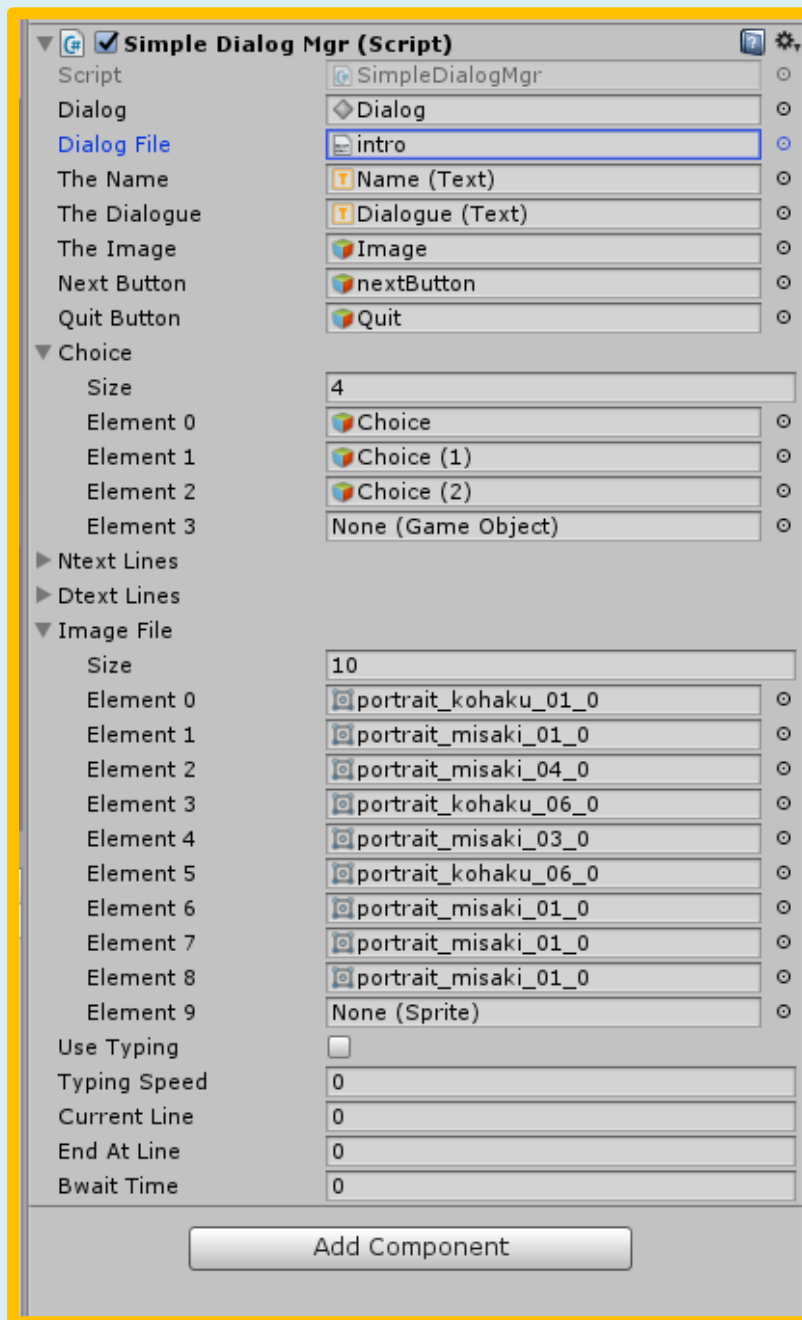 Simple Dialog Mgr (Script)
Script SimpleDialogMgr
Dialog Dialog
Dialog File intro
The Name Name (Text)
The Dialogue Dialogue (Text)
The Image Image
Next Button nextButton
Quit Button Quit
Choice
Size 4
Element 0 Choice
Element 1 Choice (1)
Element 2 Choice (2)
Element 3 None (Game Object)
Ntext Lines
Dtext Lines
Image File
Size 10
Element 0 portrait_kohaku_01_0
Element 1 portrait_misaki_01_0
Element 2 portrait_misaki_04_0
Element 3 portrait_kohaku_06_0
Element 4 portrait_misaki_03_0
Element 5 portrait_kohaku_06_0
Element 6 portrait_misaki_01_0
Element 7 portrait_misaki_01_0
Element 8 portrait_misaki_01_0
Element 9 None (Sprite)
Use Typing
Typing Speed 0
Current Line 0
End At Line 0
Bwait Time 0
Add Component